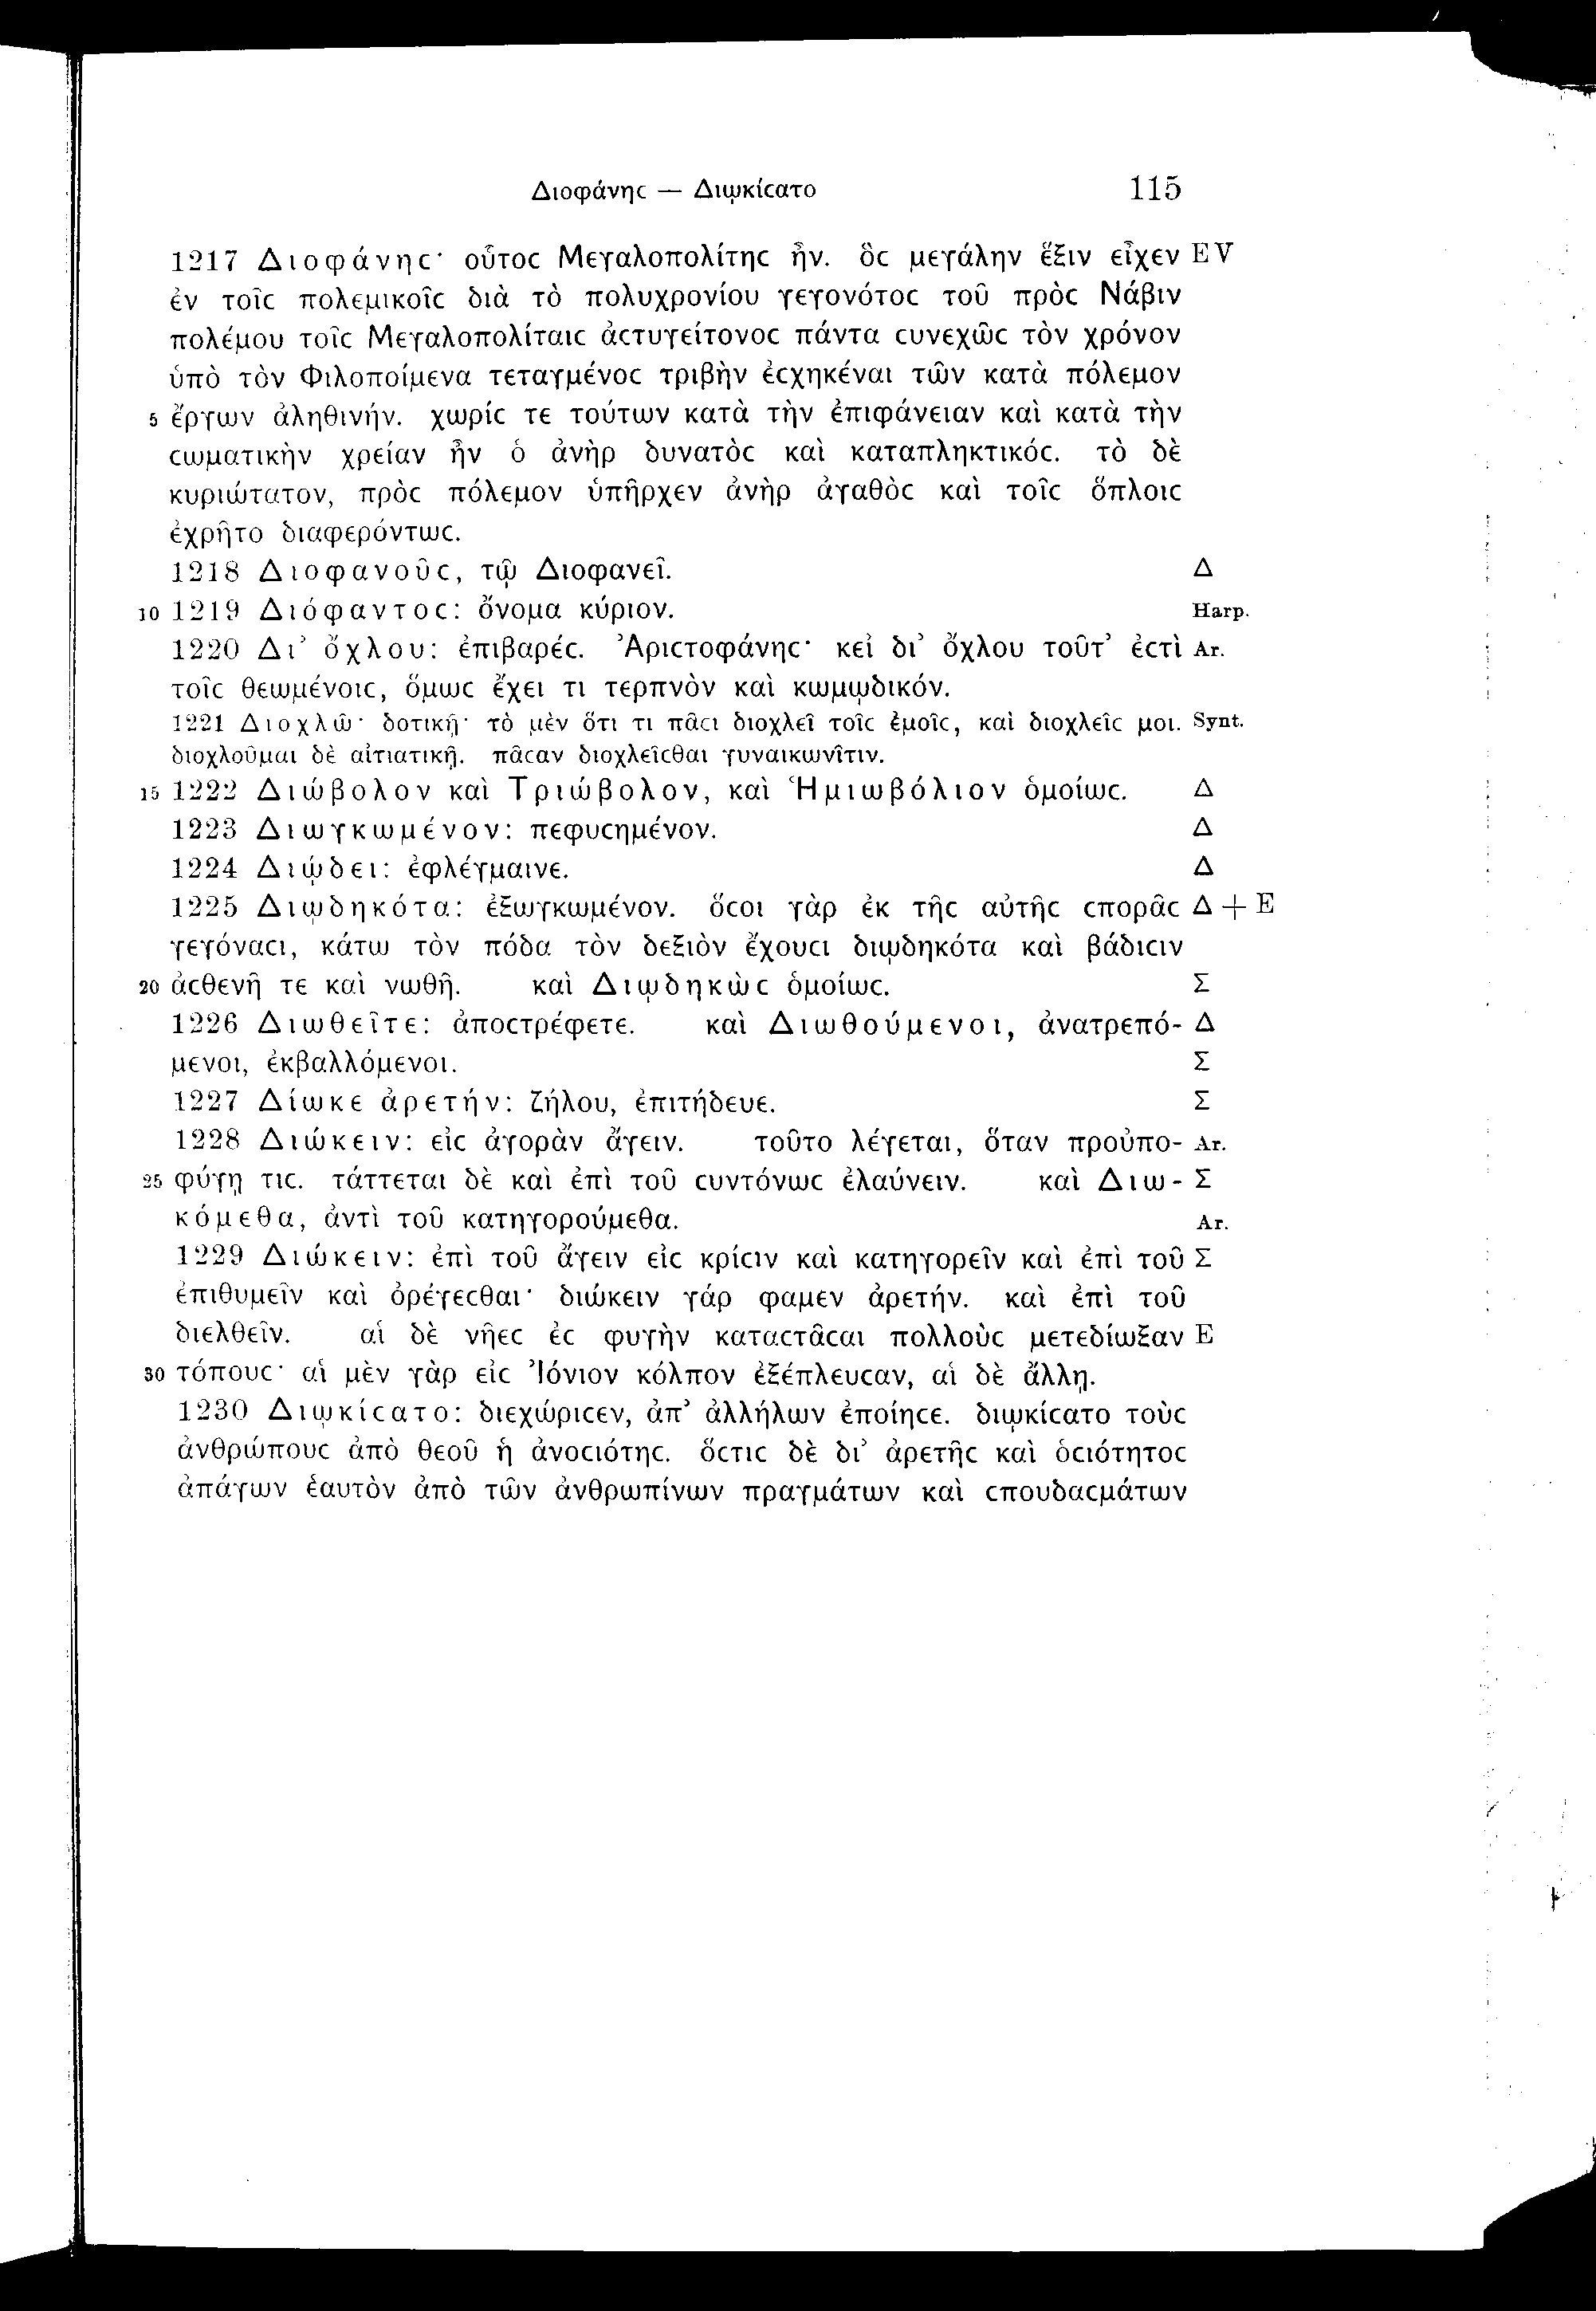 Διοφάνηϲ — Διῳκίϲατο 115
1217 Διοφάνηϲ· οὗτοϲ Μεγαλοπολίτηϲ ἦν. ὃϲ μεγάλην ἕξιν εἶχεν EV
ἐν τοῖϲ πολεμικοῖϲ διὰ τὸ πολυχρονίου γεγονότοϲ τοῦ πρὸϲ Νάβιν
πολέμου τοῖϲ Μεγαλοπολίταιϲ ἀϲτυγείτονοϲ πάντα ϲυνεχῶϲ τὸν χρόνον
ὑπὸ τὸν Φιλοποίμενα τεταγμένοϲ τριβὴν ἐϲχηκέναι τῶν κατὰ πόλεμον
5 ἔργων ἀληθινήν. χωρίϲ τε τούτων κατὰ τὴν ἐπιφάνειαν καὶ κατὰ τὴν
ϲωματικὴν χρείαν ἦν ὁ ἀνὴρ δυνατὸϲ καὶ καταπληκτικόϲ. τὸ δὲ
κυριώτατον, πρὸϲ πόλεμον ὑπῆρχεν ἀνὴρ ἀγαθὸϲ καὶ τοῖϲ ὅπλοιϲ
ἐχρῆτο διαφερόντωϲ.
1218 Διοφανοῦϲ, τῷ Διοφανεῖ. Δ
10 1219 Διόφαντοϲ: ὄνομα κύριον. Harp.
1220 Δι’ ὄχλου: ἐπιβαρέϲ. Ἀριϲτοφάνηϲ· κεἰ δι’ ὄχλου τοῦτ’ ἐϲτὶ Ar.
τοῖϲ θεωμένοιϲ, ὅμωϲ ἔχει τι τερπνὸν καὶ κωμῳδικόν.
1221 Διοχλῶ· δοτικῇ· τὸ μὲν ὅτι τι πᾶϲι διοχλεῖ τοῖϲ ἐμοῖϲ, καὶ διοχλεῖϲ μοι. Synt.
διοχλοῦμαι δὲ αἰτιατικῇ. πᾶϲαν διοχλεῖϲθαι γυναικωνῖτιν.
15 1222 Διώβολον καὶ Τριώβολον, καὶ Ἡμιωβόλιον ὁμοίωϲ. Δ
1223 Διωγκωμένον: πεφυϲημένον. Δ
1224 Διῴδει: ἐφλέγμαινε. Δ
1225 Διῳδηκότα: ἐξωγκωμένον. ὅϲοι γὰρ ἐκ τῆϲ αὐτῆϲ ϲπορᾶϲ Δ + E
γεγόναϲι, κάτω τὸν πόδα τὸν δεξιὸν ἔχουϲι διῳδηκότα καὶ βάδιϲιν
20 ἀϲθενῆ τε καὶ νωθῆ. καὶ Διῳδηκὼϲ ὁμοίωϲ. Σ
1226 Διωθεῖτε: ἀποϲτρέφετε. καὶ Διωθούμενοι, ἀνατρεπό- Δ
μενοι, ἐκβαλλόμενοι. Σ
1227 Δίωκε ἀρετήν: ζήλου, ἐπιτήδευε. Σ
1228 Διώκειν: εἰϲ ἀγορὰν ἄγειν. τοῦτο λέγεται, ὅταν προὐπο- Ar.
25 φύγῃ τιϲ. τάττεται δὲ καὶ ἐπὶ τοῦ ϲυντόνωϲ ἐλαύνειν. καὶ Διω- Σ
κόμεθα, ἀντὶ τοῦ κατηγορούμεθα. Ar.
1229 Διώκειν: ἐπὶ τοῦ ἄγειν εἰϲ κρίϲιν καὶ κατηγορεῖν καὶ ἐπὶ τοῦ Σ
ἐπιθυμεῖν καὶ ὀρέγεϲθαι· διώκειν γάρ φαμεν ἀρετήν. καὶ ἐπὶ τοῦ
διελθεῖν. αἱ δὲ νῆεϲ ἐϲ φυγὴν καταϲτᾶϲαι πολλοὺϲ μετεδίωξαν E
30 τόπουϲ· αἱ μὲν γὰρ εἰϲ Ἰόνιον κόλπον ἐξέπλευϲαν, αἱ δὲ ἄλλῃ.
1230 Διῳκίϲατο: διεχώριϲεν, ἀπ’ ἀλλήλων ἐποίηϲε. διῳκίϲατο τοὺϲ
ἀνθρώπουϲ ἀπὸ θεοῦ ἡ ἀνοϲιότηϲ. ὅϲτιϲ δὲ δι’ ἀρετῆϲ καὶ ὁϲιότητοϲ
ἀπάγων ἑαυτὸν ἀπὸ τῶν ἀνθρωπίνων πραγμάτων καὶ ϲπουδαϲμάτων